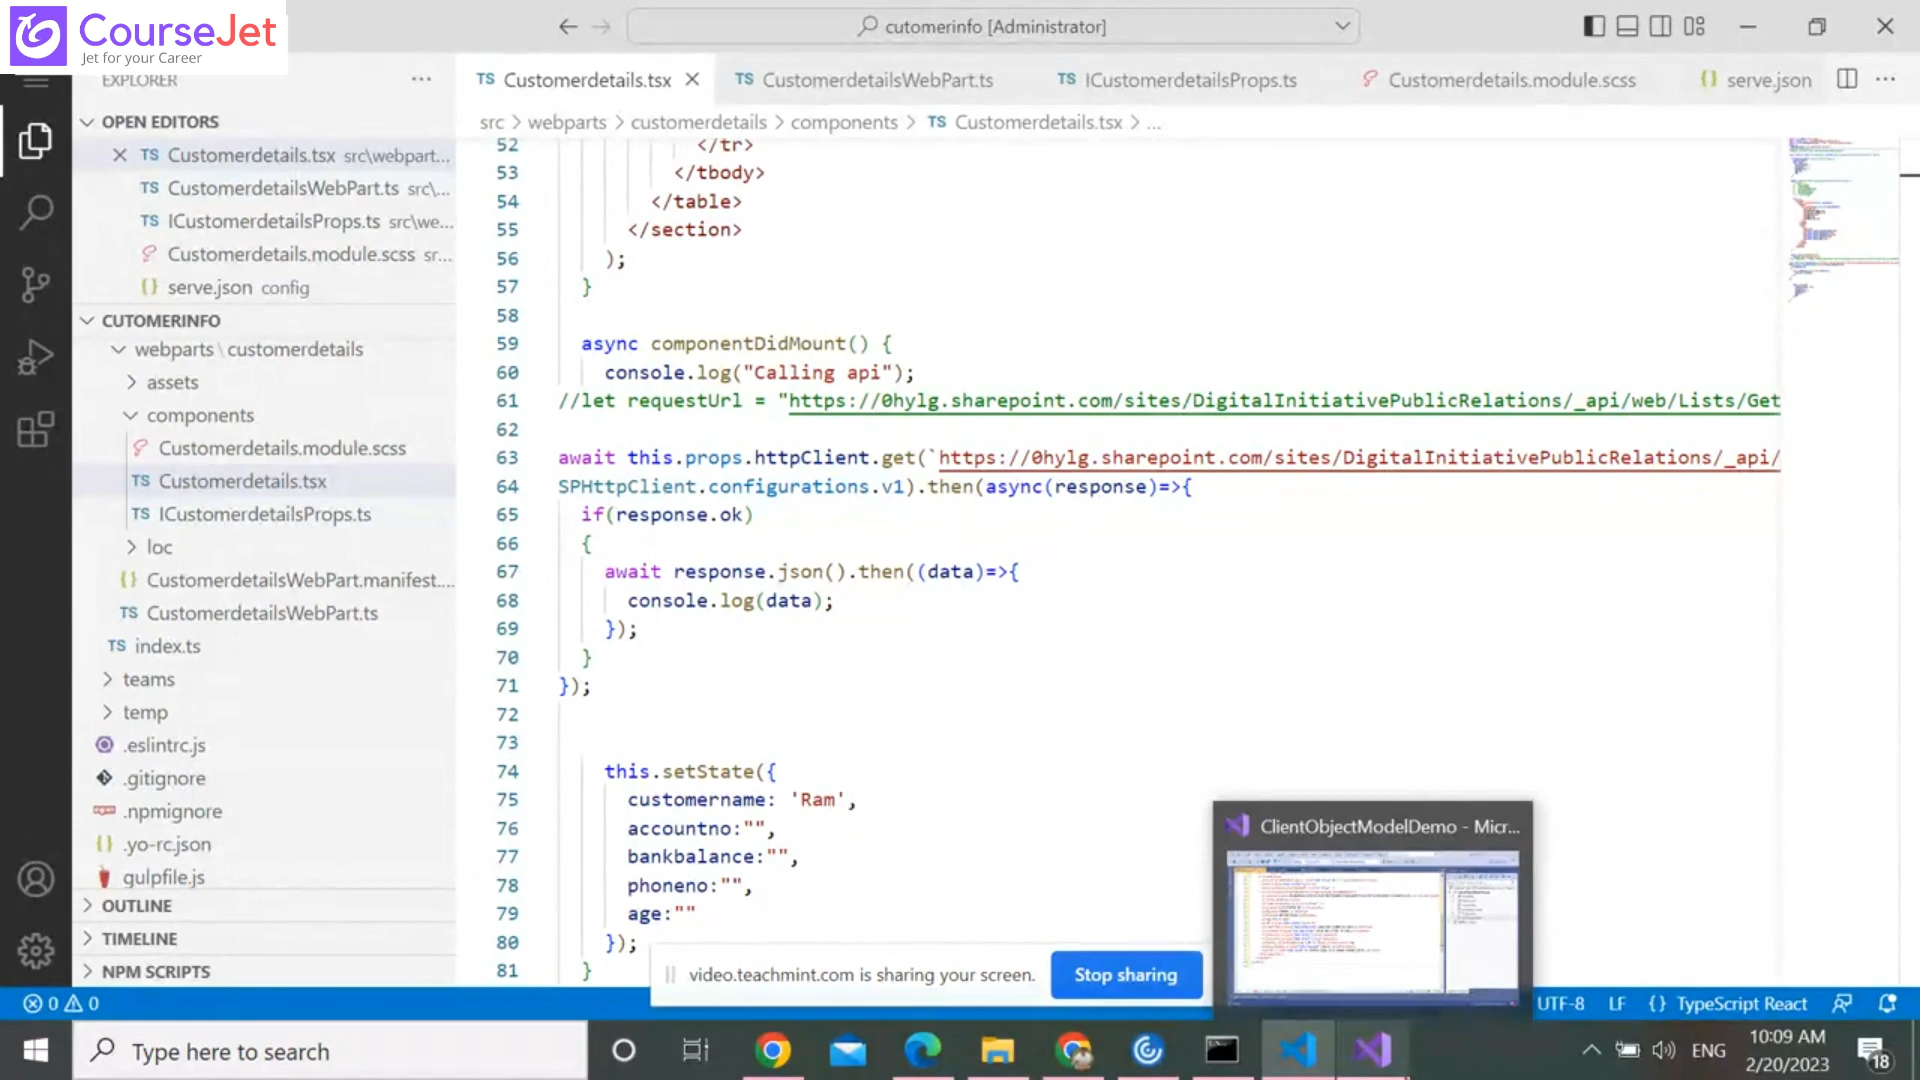 CourseJet
Jet for your Career
cutomerinfo [Administrator]
EXPLORER
Customerdetails.tsx
CustomerdetailsWebPart.ts
ICustomerdetailsProps.ts
Customerdetails.module.scss
serve.json
OPEN EDITORS
src > webparts > customerdetails > components > TS Customerdetails.tsx > ...
TS Customerdetails.tsx src\webpart...
TS CustomerdetailsWebPart.ts src\...
TS ICustomerdetailsProps.ts src\we...
Customerdetails.module.scss sr...
{} serve.json config
CUTOMERINFO
webparts\customerdetails
assets
components
Customerdetails.module.scss
TS Customerdetails.tsx
TS ICustomerdetailsProps.ts
loc
{} CustomerdetailsWebPart.manifest....
TS CustomerdetailsWebPart.ts
TS index.ts
teams
temp
.eslintrc.js
.gitignore
.npmignore
{} .yo-rc.json
gulpfile.js
OUTLINE
TIMELINE
NPM SCRIPTS
52 </tr>
53 </tbody>
54 </table>
55 </section>
56 );
57 }
58
59 async componentDidMount() {
60 console.log("Calling api");
61 //let requestUrl = "https://0hylg.sharepoint.com/sites/DigitalInitiativePublicRelations/_api/web/Lists/Get
62
63 await this.props.httpClient.get(`https://0hylg.sharepoint.com/sites/DigitalInitiativePublicRelations/_api/
64 SPHttpClient.configurations.v1).then(async(response)=>{
65 if(response.ok)
66 {
67 await response.json().then((data)=>{
68 console.log(data);
69 });
70 }
71 });
72
73
74 this.setState({
75 customername: 'Ram',
76 accountno:"",
77 bankbalance:"",
78 phoneno:"",
79 age:""
80 });
81 }
ClientObjectModelDemo - Micr...
video.teachmint.com is sharing your screen.
Stop sharing
0 0
UTF-8
LF
{} TypeScript React
Type here to search
ENG
10:09 AM
2/20/2023
18